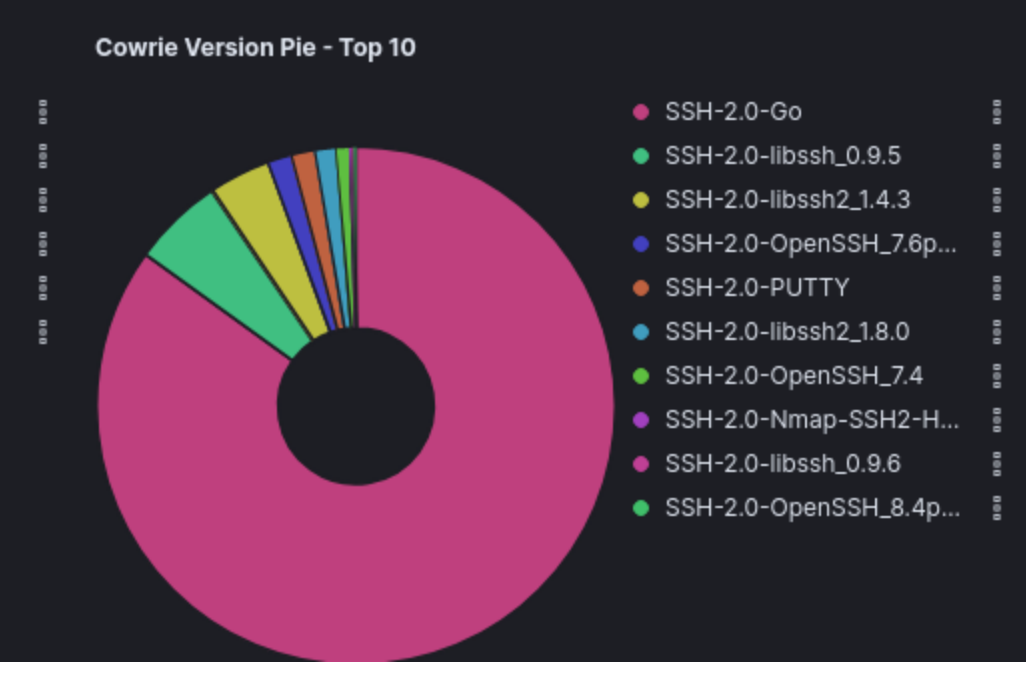 Cowrie Version Pie - Top 10
SSH-2.0-Go
SSH-2.0-libssh_0.9.5
SSH-2.0-libssh2_1.4.3
SSH-2.0-OpenSSH_7.6p...
SSH-2.0-PUTTY
SSH-2.0-libssh2_1.8.0
SSH-2.0-OpenSSH_7.4
SSH-2.0-Nmap-SSH2-H...
SSH-2.0-libssh_0.9.6
SSH-2.0-OpenSSH_8.4p...